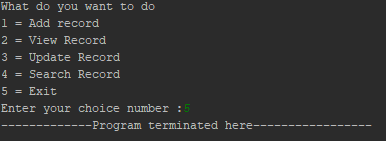 What do you want to do
1 = Add record
2 = View Record
3 = Update Record
4 = Search Record
5 = Exit
Enter your choice number :5
-------------Program terminated here-----------------